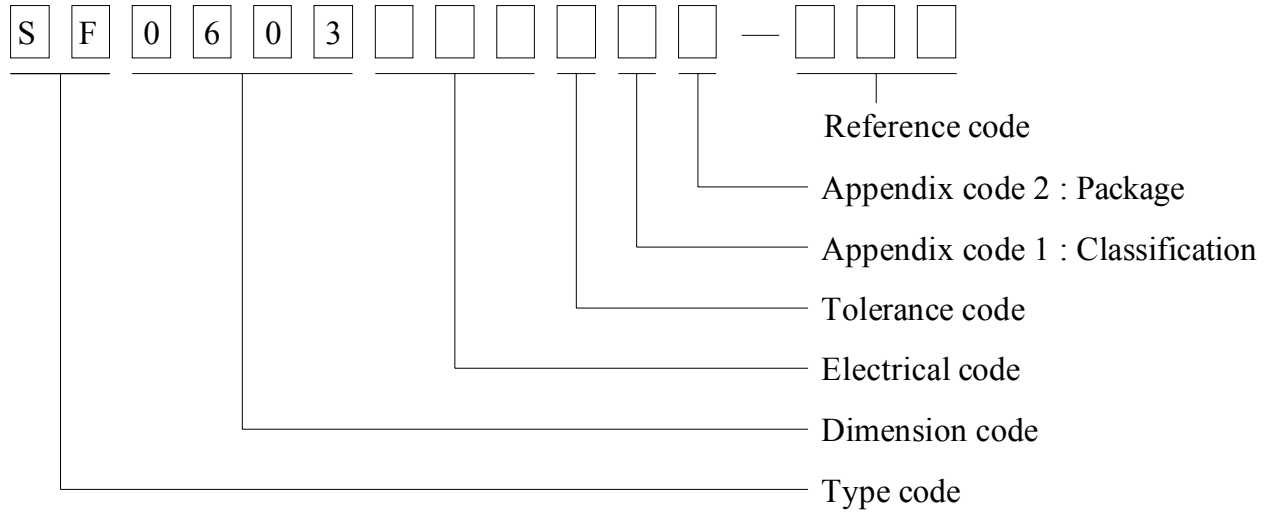 S F 0 6 0 3 —
Reference code
Appendix code 2 : Package
Appendix code 1 : Classification
Tolerance code
Electrical code
Dimension code
Type code